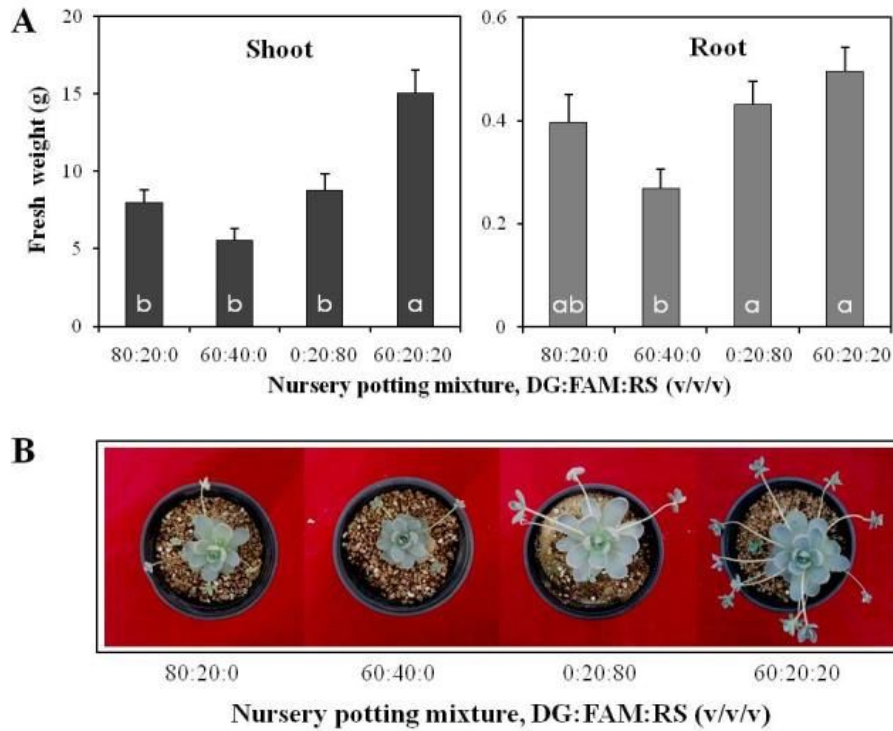 A
Shoot
Root
Fresh weight (g)
20
15
10
5
0
b
b
b
a
80:20:0
60:40:0
0:20:80
60:20:20
0.6
0.4
0.2
0
ab
b
a
a
80:20:0
60:40:0
0:20:80
60:20:20
Nursery potting mixture, DG:FAM:RS (v/v/v)
B
80:20:0
60:40:0
0:20:80
60:20:20
Nursery potting mixture, DG:FAM:RS (v/v/v)